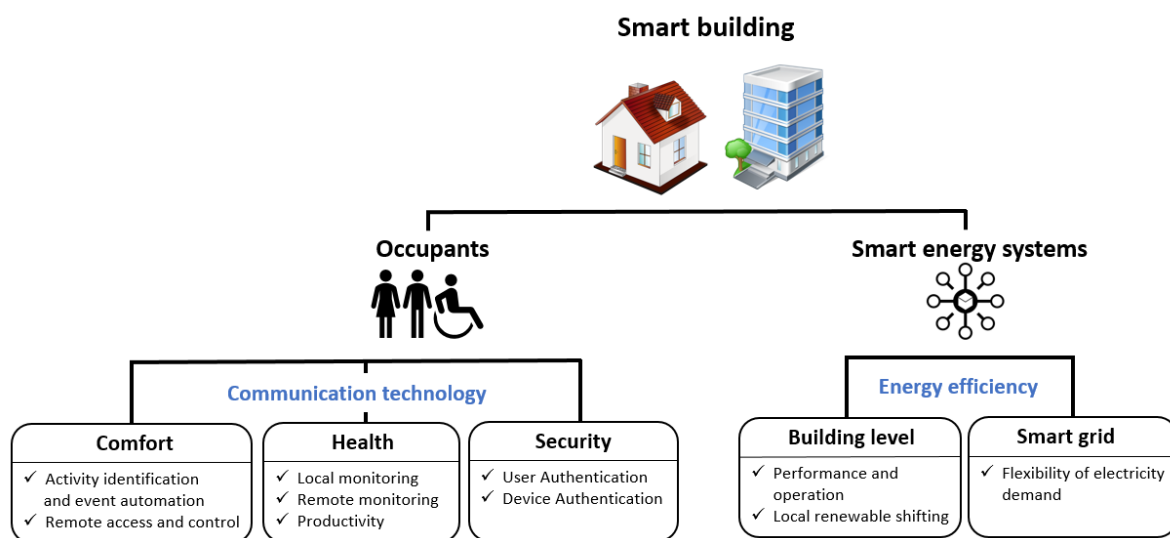 Smart building
Occupants
Smart energy systems
Communication technology
Energy efficiency
Comfort
✓ Activity identification
and event automation
✓ Remote access and control
Health
✓ Local monitoring
✓ Remote monitoring
✓ Productivity
Security
✓ User Authentication
✓ Device Authentication
Building level
✓ Performance and
operation
✓ Local renewable shifting
Smart grid
✓ Flexibility of electricity
demand